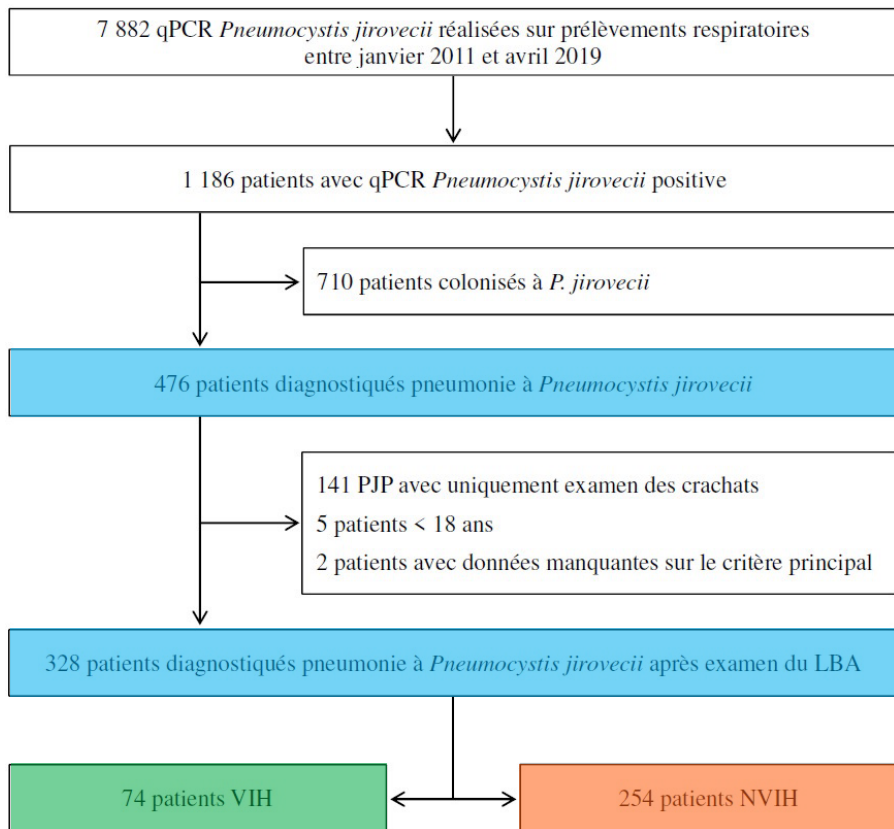 7 882 qPCR Pneumocystis jirovecii réalisées sur prélèvements respiratoires
entre janvier 2011 et avril 2019
1 186 patients avec qPCR Pneumocystis jirovecii positive
710 patients colonisés à P. jirovecii
476 patients diagnostiqués pneumonie à Pneumocystis jirovecii
141 PJP avec uniquement examen des crachats
5 patients < 18 ans
2 patients avec données manquantes sur le critère principal
328 patients diagnostiqués pneumonie à Pneumocystis jirovecii après examen du LBA
74 patients VIH
254 patients NVIH